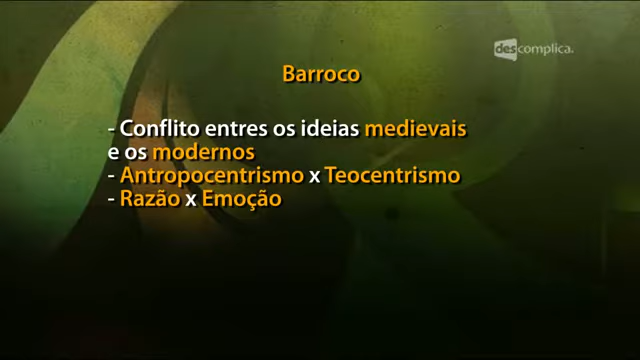 descomplica.
Barroco
- Conflito entres os ideias medievais
e os modernos
- Antropocentrismo x Teocentrismo
- Razão x Emoção